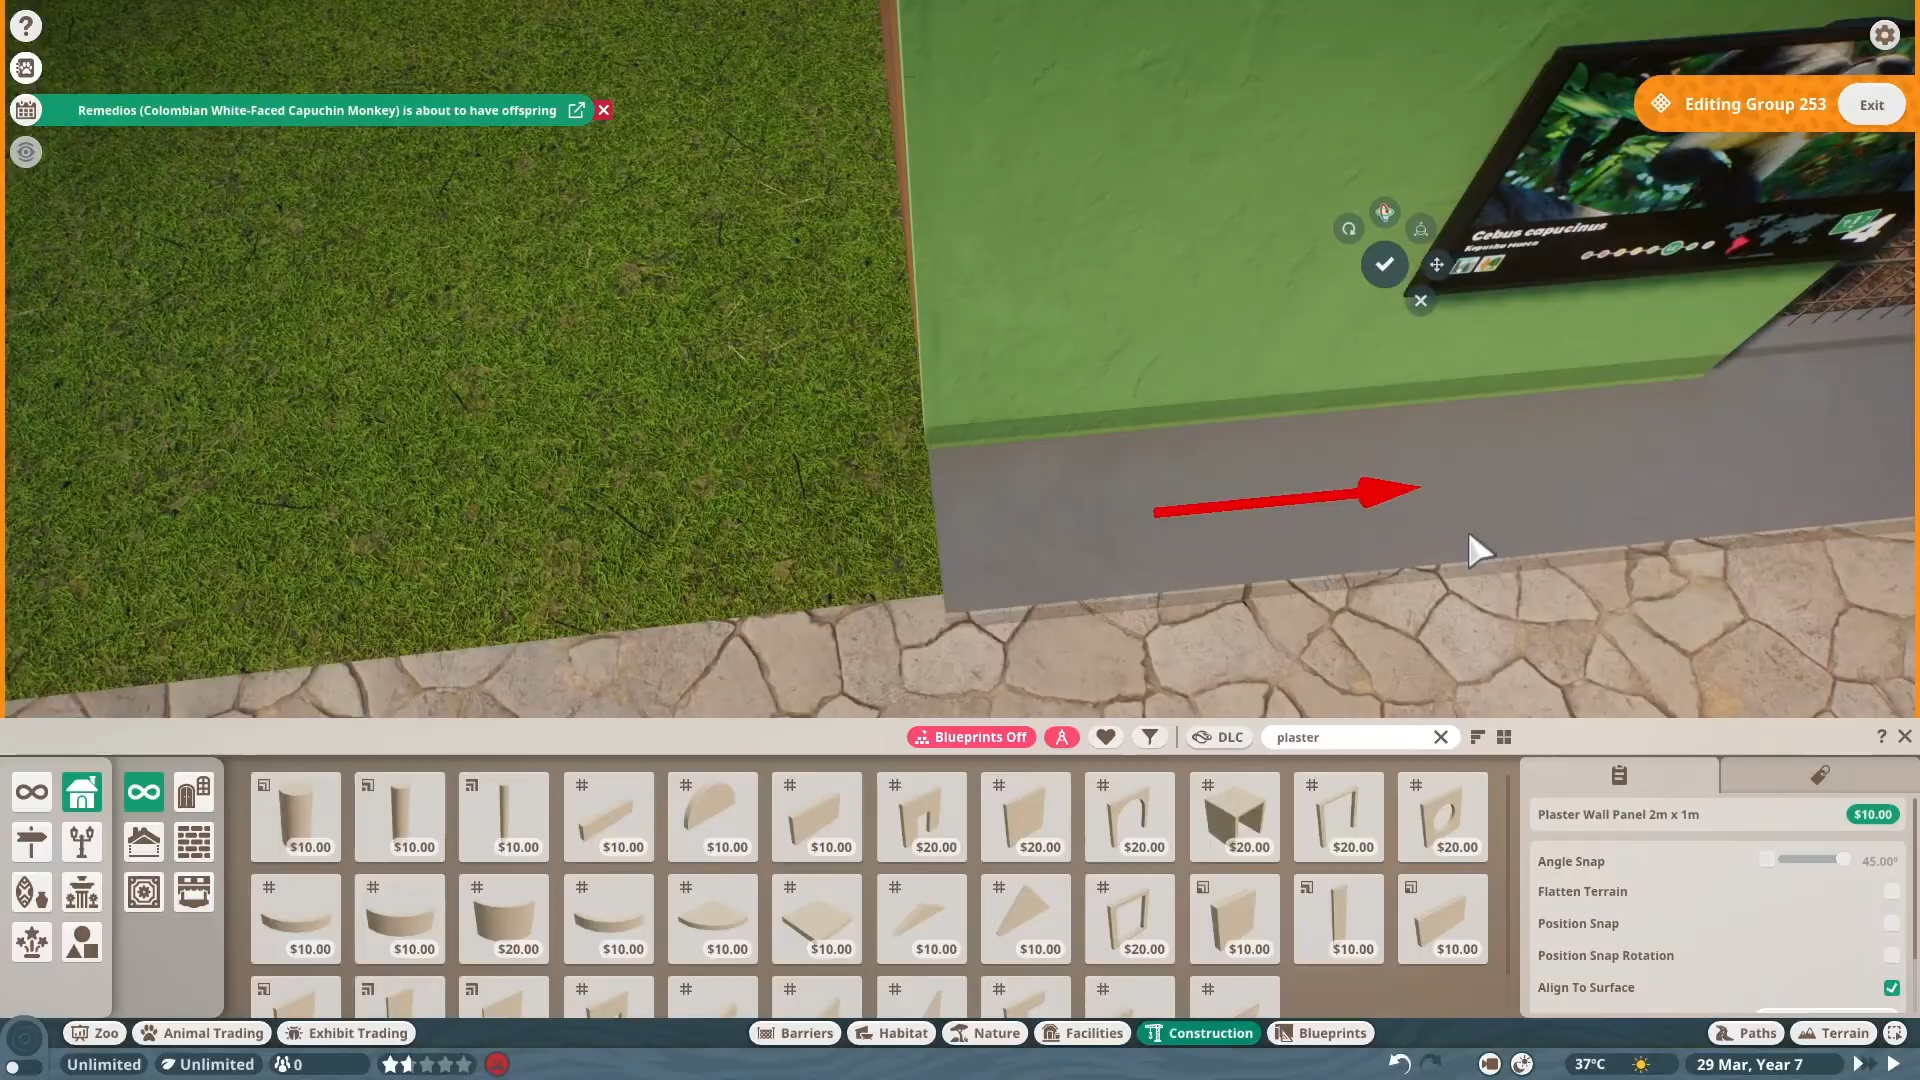 ?
Remedios (Colombian White-Faced Capuchin Monkey) is about to have offspring
Editing Group 253
Exit
Cebus capucinus
4
Blueprints Off
DLC
plaster
?
$10.00 $10.00 $10.00 $10.00 $10.00 $10.00 $20.00 $20.00 $20.00 $20.00 $20.00 $20.00
$10.00 $10.00 $20.00 $10.00 $10.00 $10.00 $10.00 $10.00 $20.00 $10.00 $10.00 $10.00
Plaster Wall Panel 2m x 1m
$10.00
Angle Snap
45.00°
Flatten Terrain
Position Snap
Position Snap Rotation
Align To Surface
Zoo
Animal Trading
Exhibit Trading
Barriers
Habitat
Nature
Facilities
Construction
Blueprints
Paths
Terrain
Unlimited
Unlimited
0
37°C
29 Mar, Year 7